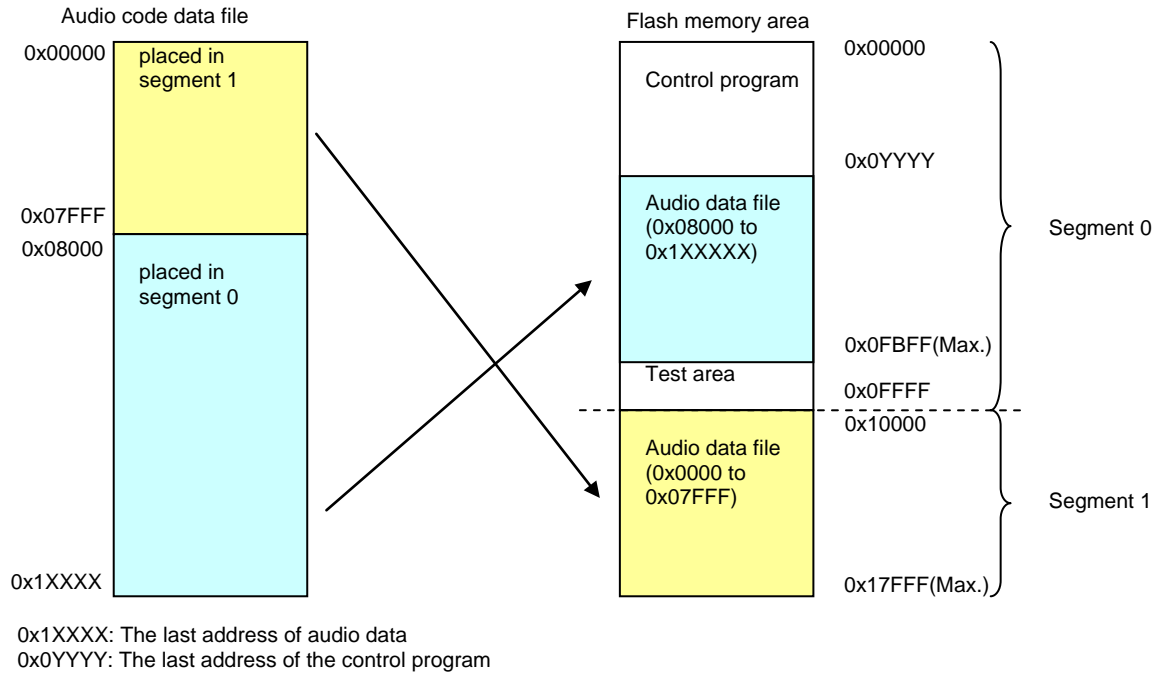 Audio code data file
0x00000
placed in
segment 1
0x07FFF
0x08000
placed in
segment 0
0x1XXXX
Flash memory area
0x00000
Control program
0x0YYYY
Audio data file
(0x08000 to
0x1XXXXX)
0x0FBFF(Max.)
Test area
0x0FFFF
0x10000
Audio data file
(0x0000 to
0x07FFF)
0x17FFF(Max.)
Segment 0
Segment 1
0x1XXXX: The last address of audio data
0x0YYYY: The last address of the control program